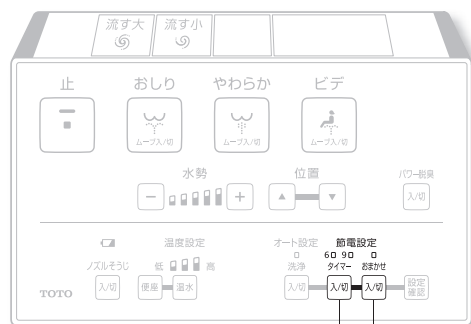 流す大 流す小
止 おしり やわらか ビデ
ムーブ入/切 ムーブ入/切 ムーブ入/切
水勢 位置 パワー脱臭
− + ▲ ▼ 入/切
温度設定 オート設定 節電設定
6 9
ノズルそうじ 低 高 洗浄 タイマー おまかせ
TOTO 入/切 便座 温水 入/切 入/切 入/切 設定
確認